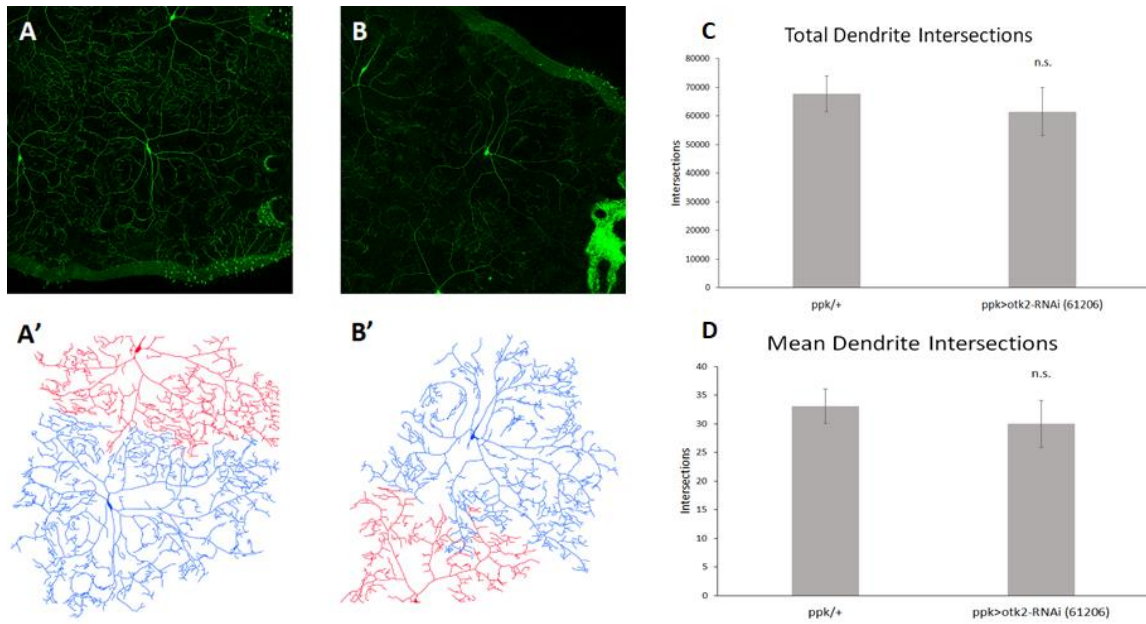 A
B
A’
B’
C
Total Dendrite Intersections
n.s.
80000
70000
60000
50000
40000
30000
20000
10000
0
Intersections
ppk/+
ppk>otk2-RNAi (61206)
D
Mean Dendrite Intersections
n.s.
40
35
30
25
20
15
10
5
0
Intersections
ppk/+
ppk>otk2-RNAi (61206)